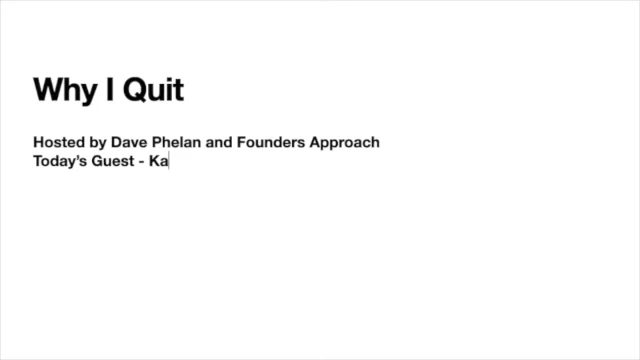 Why I Quit
Hosted by Dave Phelan and Founders Approach
Today’s Guest - Ka